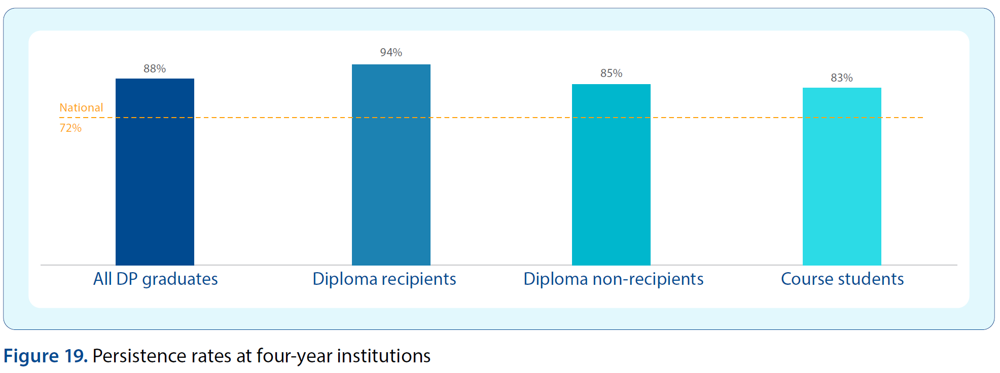 88%
94%
85%
83%
National
72%
All DP graduates
Diploma recipients
Diploma non-recipients
Course students
Figure 19. Persistence rates at four-year institutions